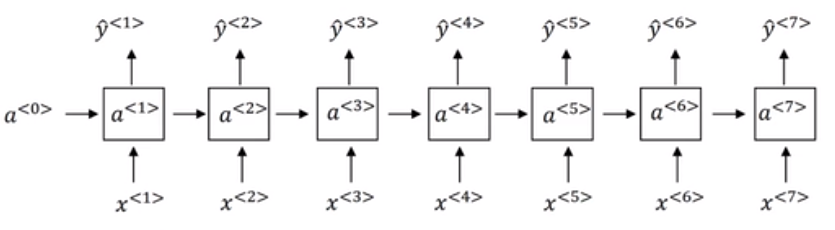 ŷ<1> ŷ<2> ŷ<3> ŷ<4> ŷ<5> ŷ<6> ŷ<7>
a<0> a<1> a<2> a<3> a<4> a<5> a<6> a<7>
x<1> x<2> x<3> x<4> x<5> x<6> x<7>